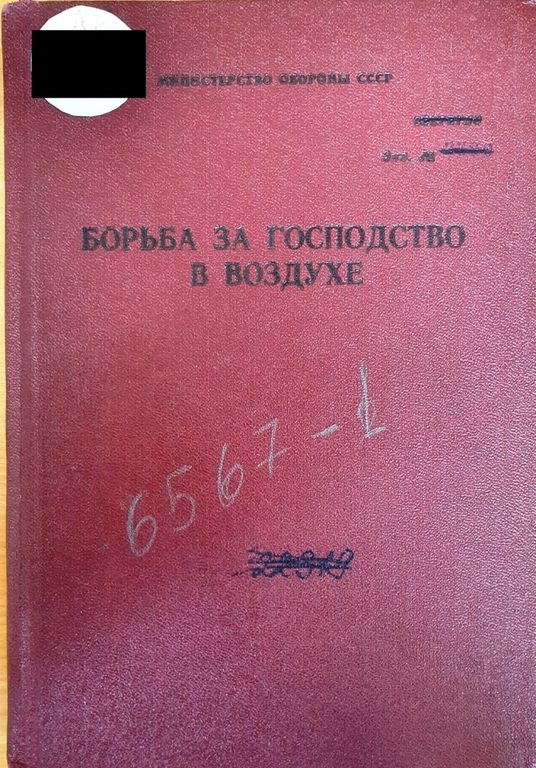 МИНИСТЕРСТВО ОБОРОНЫ СССР
Экз. №
БОРЬБА ЗА ГОСПОДСТВО
В ВОЗДУХЕ
6567-1